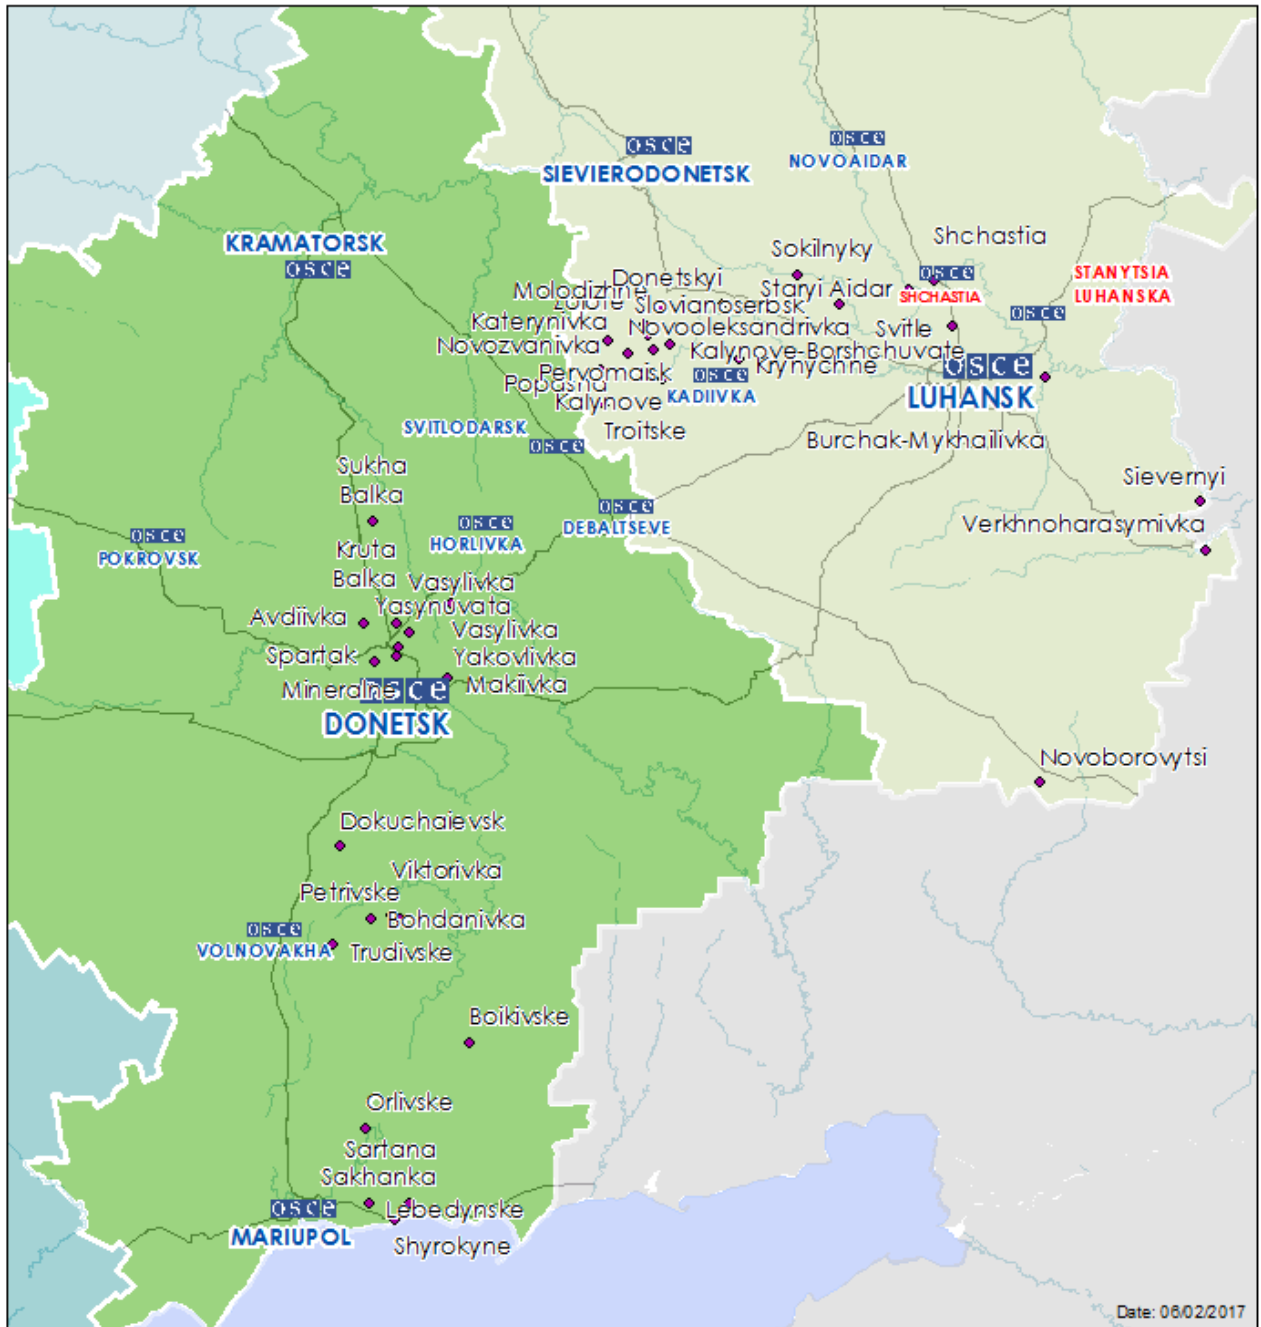 osce
SIEVIERODONETSK
osce
NOVOAIDAR
KRAMATORSK
osce
Shchastia
Sokilnyky
osce
STANYTSIA
LUHANSKA
Donetskyi
Staryi Aidar
SHCHASTIA
Molodizhne
Zolote
Slovianoserbsk
osce
Katerynivka
Novooleksandrivka
Svitle
Novozvanivka
Kalynove-Borshchuvate
Pervomaisk
Krynychne
osce
Popasna
osce
KADIIVKA
LUHANSK
Kalynove
SVITLODARSK
Troitske
osce
Burchak-Mykhailivka
Sukha
Balka
Sievernyi
osce
DEBALTSEVE
osce
HORLIVKA
Verkhnoharasymivka
osce
POKROVSK
Kruta
Balka
Vasylivka
Yasynuvata
Avdiivka
Vasylivka
Spartak
Yakovlivka
Mineralne
osce
Makiivka
DONETSK
Novoborovytsi
Dokuchaievsk
Viktorivka
Petrivske
Bohdanivka
osce
VOLNOVAKHA
Trudivske
Boikivske
Orlivske
Sartana
Sakhanka
osce
Lebedynske
MARIUPOL
Shyrokyne
Date: 06/02/2017